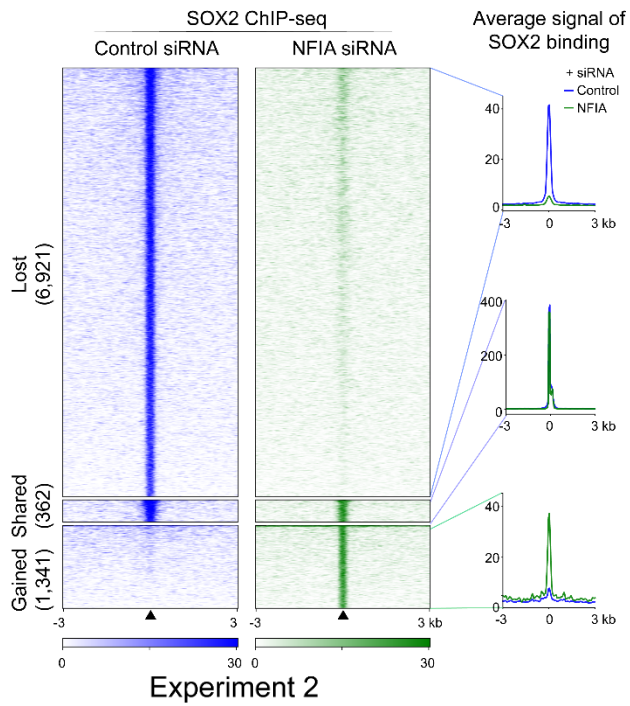 SOX2 ChIP-seq
Control siRNA
NFIA siRNA
Average signal of
SOX2 binding
+ siRNA
Control
NFIA
Lost
(6,921)
Shared
(362)
Gained
(1,341)
40
20
0
-3
0
3 kb
400
200
0
-3
0
3 kb
40
20
0
-3
0
3 kb
-3
3
-3
3 kb
0
30
0
30
Experiment 2